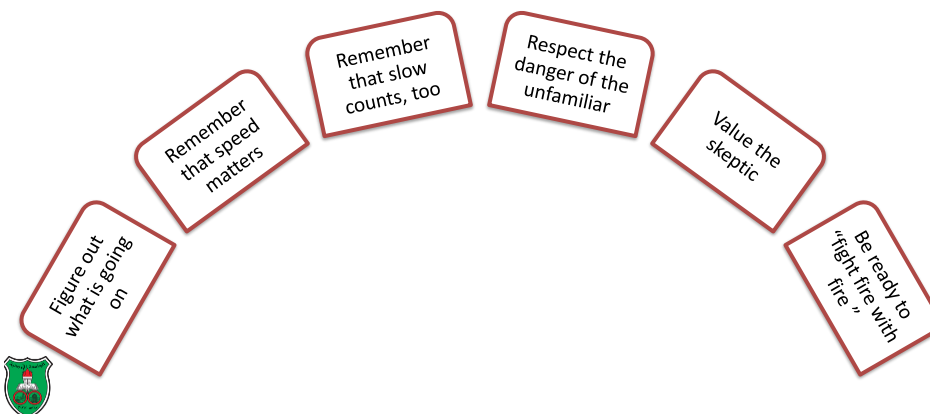 Figure out
what is going
on
Remember
that speed
matters
Remember
that slow
counts, too
Respect the
danger of the
unfamiliar
Value the
skeptic
Be ready to
“fight fire with
fire ”